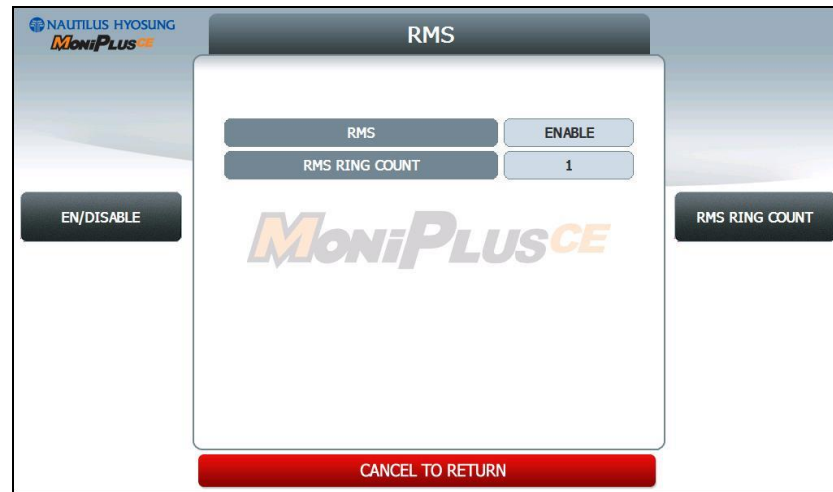 NAUTILUS HYOSUNG
MONIPLUSCE
RMS
RMS ENABLE
RMS RING COUNT 1
EN/DISABLE
RMS RING COUNT
MONIPLUSCE
CANCEL TO RETURN